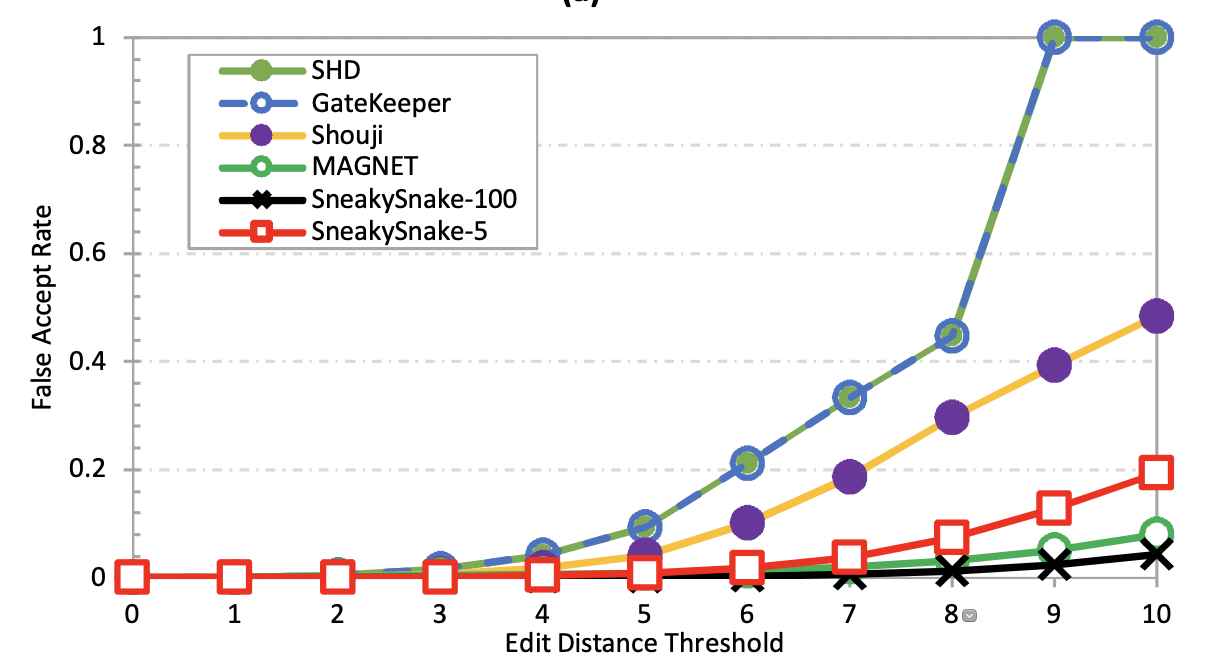 1
0.8
0.6
0.4
0.2
0
False Accept Rate
SHD
GateKeeper
Shouji
MAGNET
SneakySnake-100
SneakySnake-5
0 1 2 3 4 5 6 7 8 9 10
Edit Distance Threshold